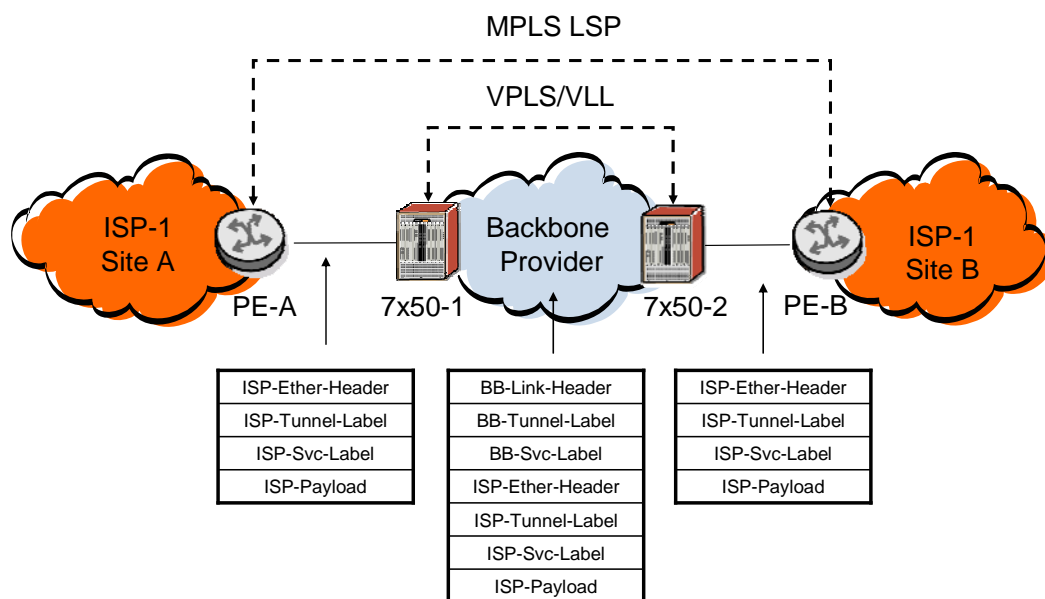 MPLS LSP
VPLS/VLL
ISP-1
Site A
Backbone
Provider
ISP-1
Site B
PE-A
7x50-1
7x50-2
PE-B
ISP-Ether-Header
ISP-Tunnel-Label
ISP-Svc-Label
ISP-Payload
BB-Link-Header
BB-Tunnel-Label
BB-Svc-Label
ISP-Ether-Header
ISP-Tunnel-Label
ISP-Svc-Label
ISP-Payload
ISP-Ether-Header
ISP-Tunnel-Label
ISP-Svc-Label
ISP-Payload